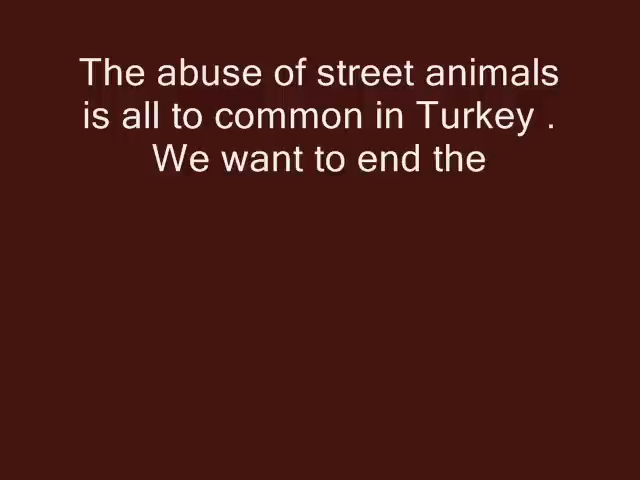 The abuse of street animals
is all to common in Turkey .
We want to end the